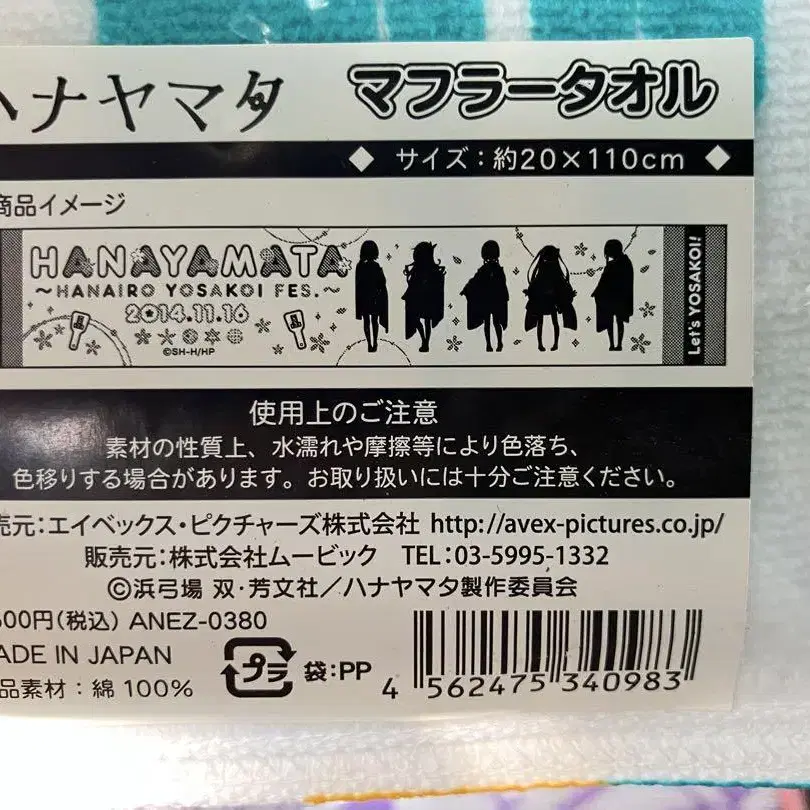 ハナヤマタ マフラータオル
◆ サイズ：約20×110cm ◆
商品イメージ
HANAYAMATA
～HANAIRO YOSAKOI FES.～
2014.11.16
©SH-H/HP
Let's YOSAKOI!
使用上のご注意
素材の性質上、水濡れや摩擦等により色落ち、
色移りする場合があります。お取り扱いには十分ご注意ください。
売元：エイベックス・ピクチャーズ株式会社 http://avex-pictures.co.jp/
販売元：株式会社ムービック TEL：03-5995-1332
©浜弓場 双・芳文社／ハナヤマタ製作委員会
500円（税込） ANEZ-0380
ADE IN JAPAN
品素材：綿 100%
プラ 袋：PP
4 562475 340983